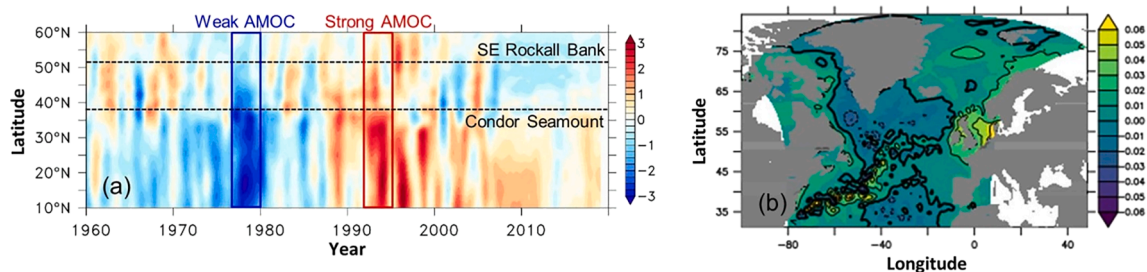 Weak AMOC Strong AMOC
60°N
50°N
40°N
30°N
20°N
10°N
Latitude
SE Rockall Bank
Condor Seamount
(a)
3
2
1
0
−1
−2
−3
1960 1970 1980 1990 2000 2010
Year
75
65
55
45
35
Latitude
(b)
−80 −40 0 40
Longitude
0.06
0.05
0.04
0.03
0.02
0.01
0.00
0.01
0.02
0.03
0.04
0.05
0.06